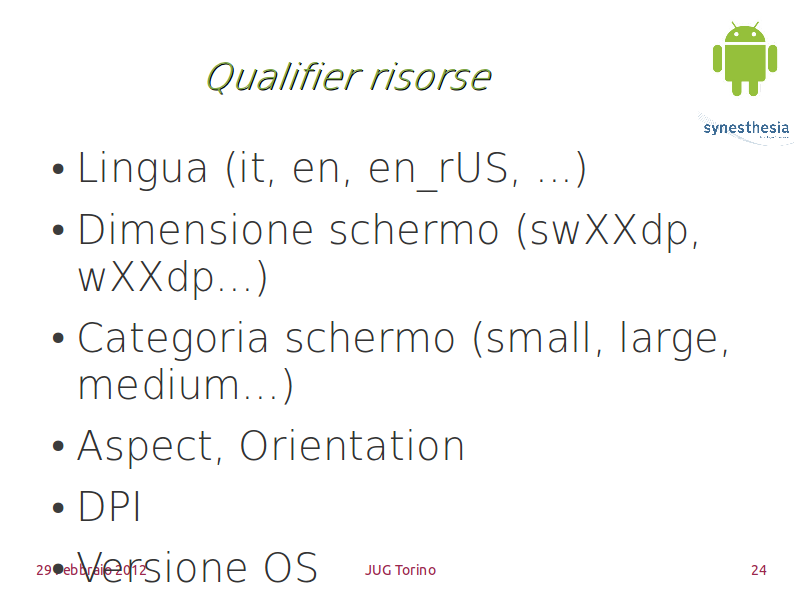 Qualifier risorse
synesthesia
• Lingua (it, en, en_rUS, ...)
• Dimensione schermo (swXXdp,
wXXdp...)
• Categoria schermo (small, large,
medium...)
• Aspect, Orientation
• DPI
• Versione OS
29 Febbraio 2012
JUG Torino
24